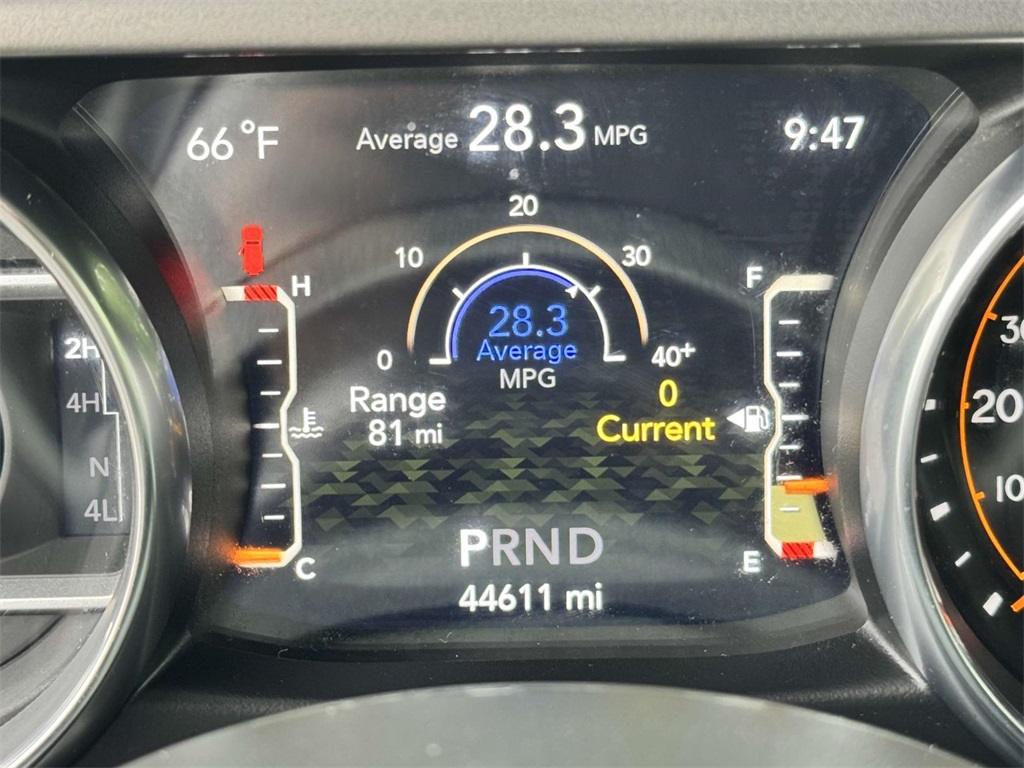 66°F
Average 28.3 MPG
9:47
20
10
30
0
40+
28.3
Average
MPG
Range
81 mi
0
Current
H
C
F
E
2H
4H
N
4L
PRND
44611 mi
20
10